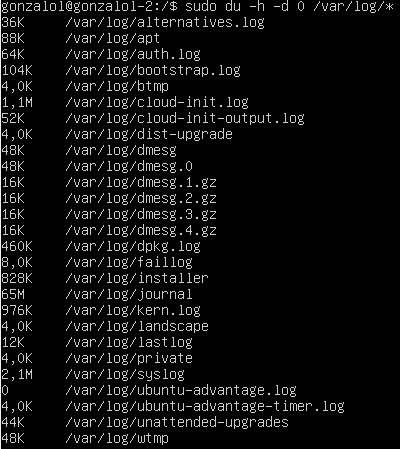 gonzalol@gonzalol-2:/$ sudo du -h -d 0 /var/log/*
36K /var/log/alternatives.log
88K /var/log/apt
64K /var/log/auth.log
104K /var/log/bootstrap.log
4,0K /var/log/btmp
1,1M /var/log/cloud-init.log
52K /var/log/cloud-init-output.log
4,0K /var/log/dist-upgrade
48K /var/log/dmesg
48K /var/log/dmesg.0
16K /var/log/dmesg.1.gz
16K /var/log/dmesg.2.gz
16K /var/log/dmesg.3.gz
16K /var/log/dmesg.4.gz
460K /var/log/dpkg.log
8,0K /var/log/faillog
828K /var/log/installer
65M /var/log/journal
976K /var/log/kern.log
4,0K /var/log/landscape
12K /var/log/lastlog
4,0K /var/log/private
2,1M /var/log/syslog
0 /var/log/ubuntu-advantage.log
4,0K /var/log/ubuntu-advantage-timer.log
44K /var/log/unattended-upgrades
48K /var/log/wtmp